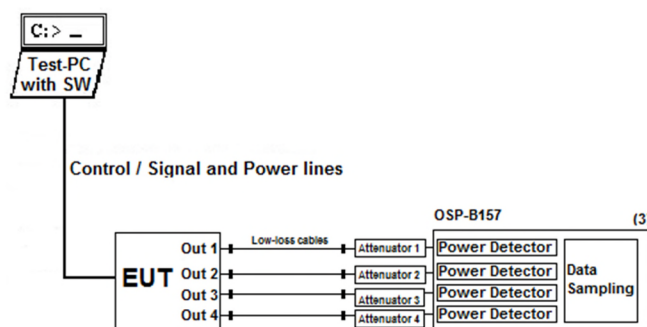 C:> _
Test-PC
with SW
Control / Signal and Power lines
OSP-B157
(3
EUT
Out 1
Low-loss cables
Attenuator 1
Power Detector
Out 2
Attenuator 2
Power Detector
Out 3
Attenuator 3
Power Detector
Out 4
Attenuator 4
Power Detector
Data
Sampling